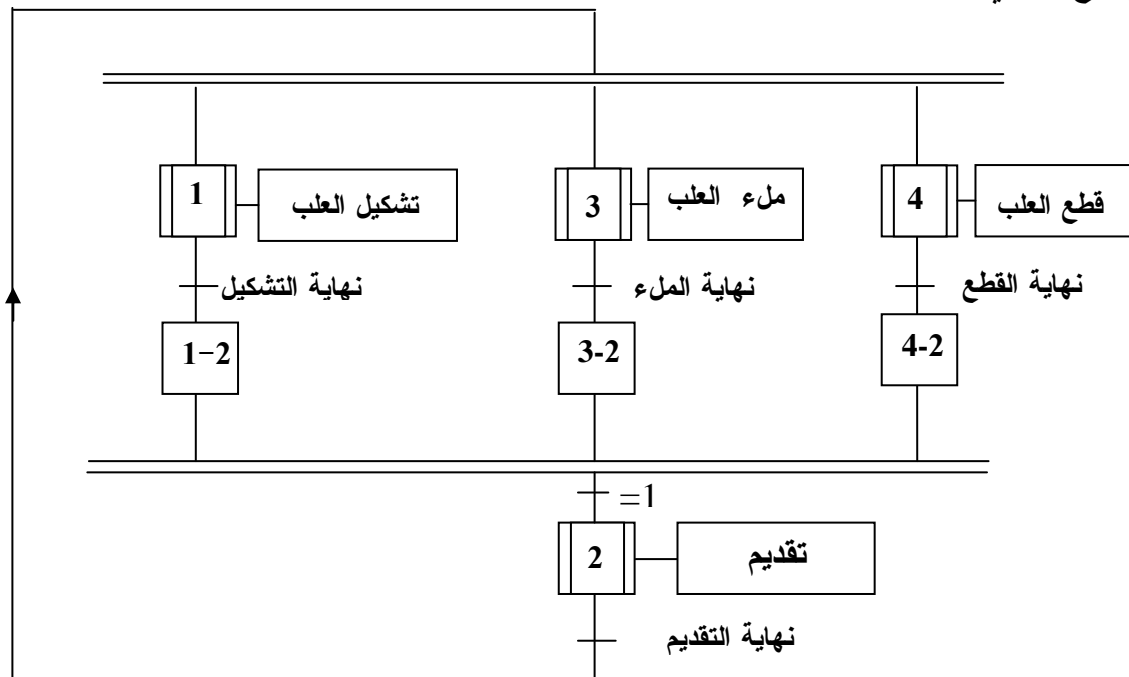 1 تشكيل العلب 3 ملء العلب 4 قطع العلب
نهاية التشكيل نهاية الملء نهاية القطع
1-2 3-2 4-2
=1
2 تقديم
نهاية التقديم